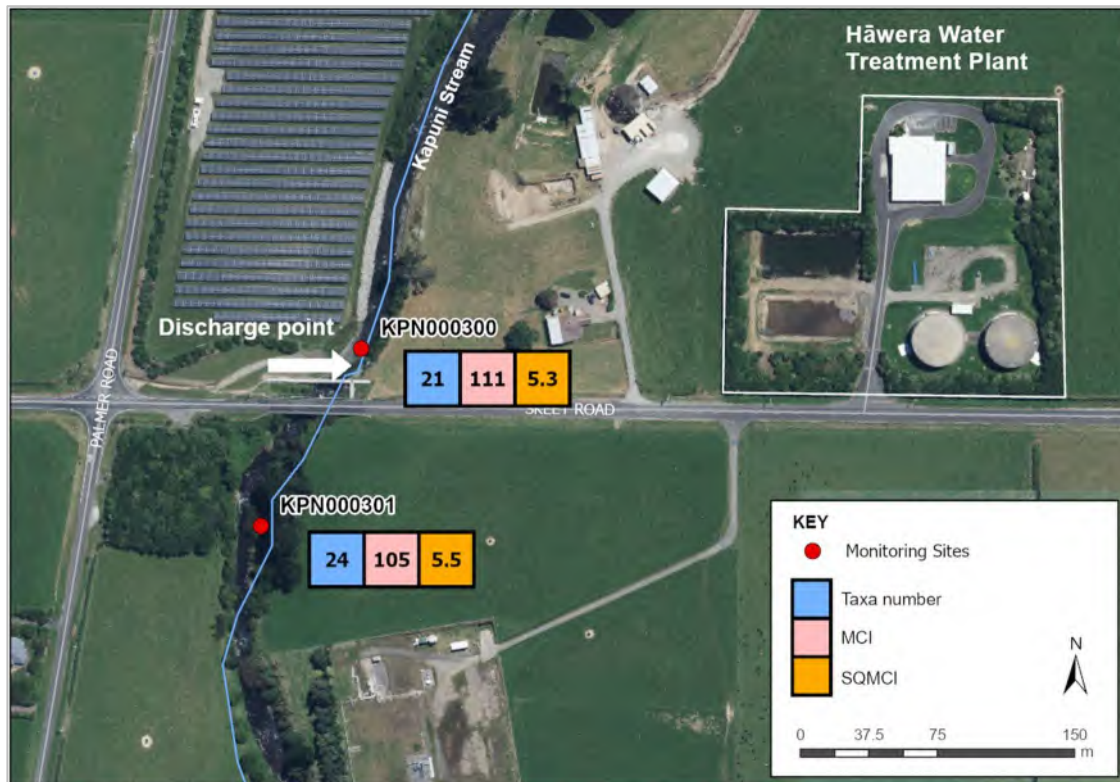 Hāwera Water
Treatment Plant
Kapuni Stream
Discharge point
KPN000300
21 111 5.3
PALMER ROAD
SKEET ROAD
KPN000301
24 105 5.5
KEY
Monitoring Sites
Taxa number
MCI
SQMCI
N
0 37.5 75 150
m